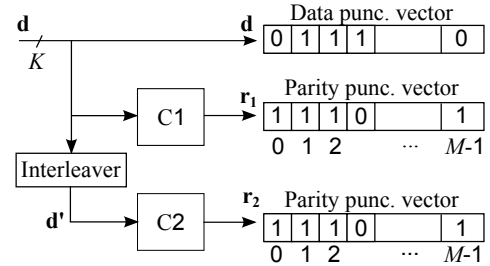 d d Data punc. vector
K 0 1 1 1 0
r1 Parity punc. vector
C1 1 1 1 0 1
0 1 2 ... M-1
Interleaver
r2 Parity punc. vector
d' C2 1 1 1 0 1
0 1 2 ... M-1